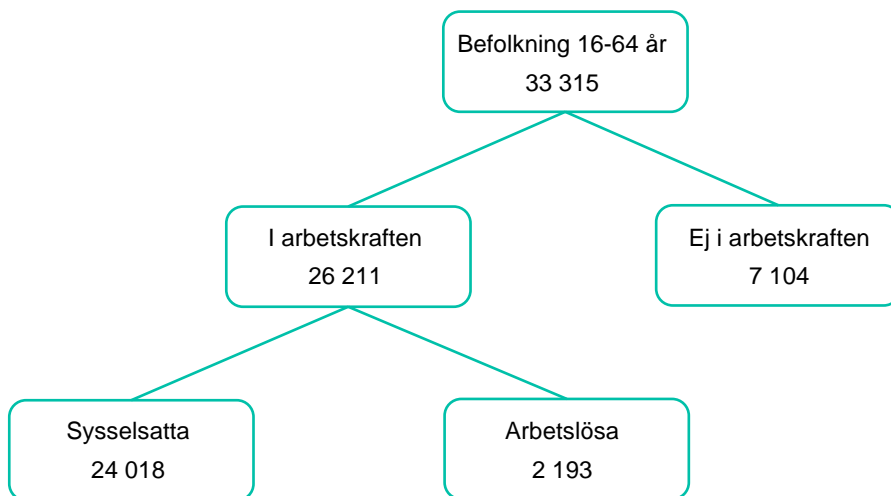 Befolkning 16-64 år
33 315
I arbetskraften
26 211
Ej i arbetskraften
7 104
Sysselsatta
24 018
Arbetslösa
2 193